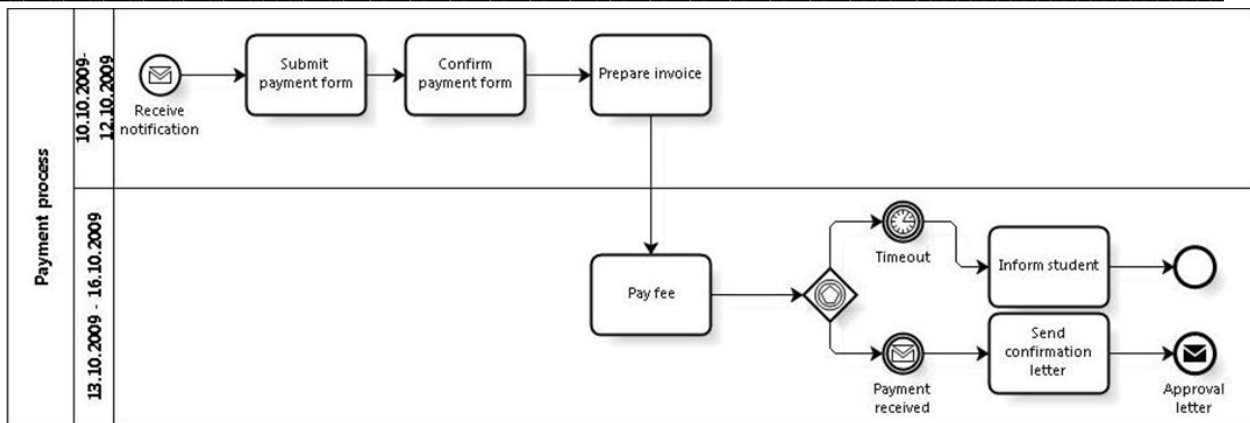 Payment process
10.10.2009-
12.10.2009
Receive
notification
Submit
payment form
Confirm
payment form
Prepare invoice
13.10.2009 - 16.10.2009
Pay fee
Timeout
Inform student
Payment
received
Send
confirmation
letter
Approval
letter